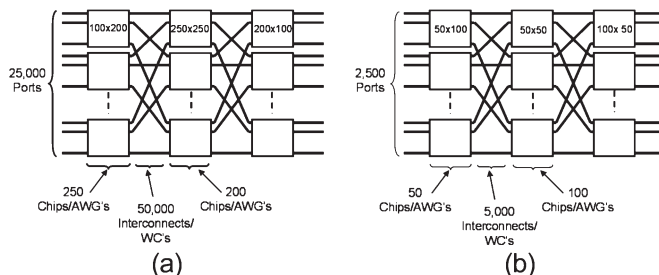 100x200 250x250 200x100
25,000
Ports
250
Chips/AWG's
50,000
Interconnects/
WC's
200
Chips/AWG's
(a)
50x100 50x50 100x 50
2,500
Ports
50
Chips/AWG's
5,000
Interconnects/
WC's
100
Chips/AWG's
(b)